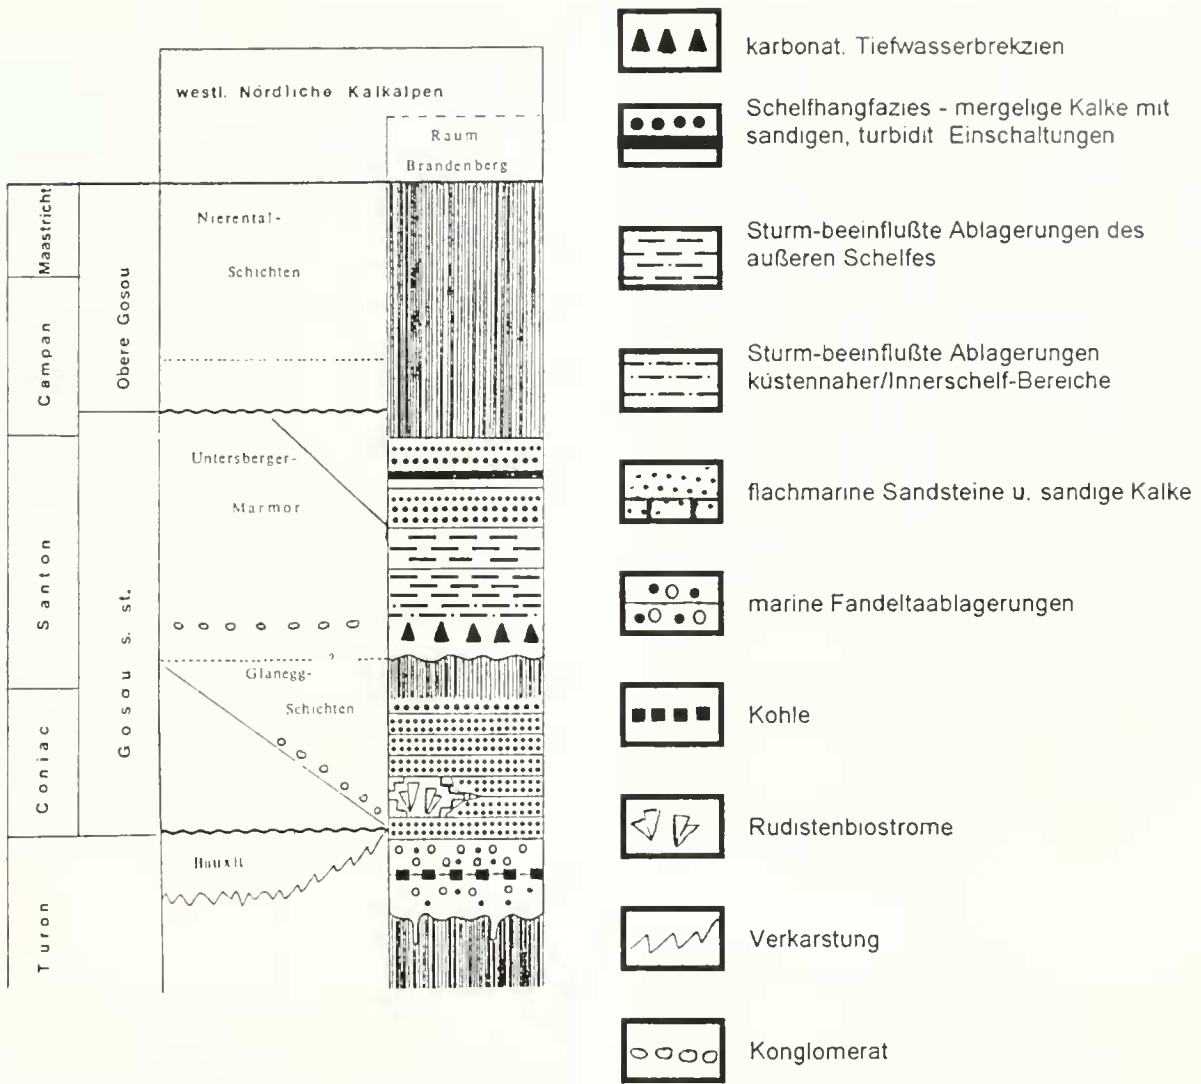 westl. Nördliche Kalkalpen
Raum
Brandenberg
Maastricht
Campan
Santon
Coniac
Turon
Obere Gosou
Gosau s. st.
Nierental-
Schichten
Untersberger-
Marmor
?
Glanegg-
Schichten
Bauxit
karbonat. Tiefwasserbrekzien
Schelfhangfazies - mergelige Kalke mit
sandigen, turbidit Einschaltungen
Sturm-beeinflußte Ablagerungen des
außeren Schelfes
Sturm-beeinflußte Ablagerungen
küstennaher/Innerschelf-Bereiche
flachmarine Sandsteine u. sandige Kalke
marine Fandeltaablagerungen
Kohle
Rudistenbiostrome
Verkarstung
Konglomerat